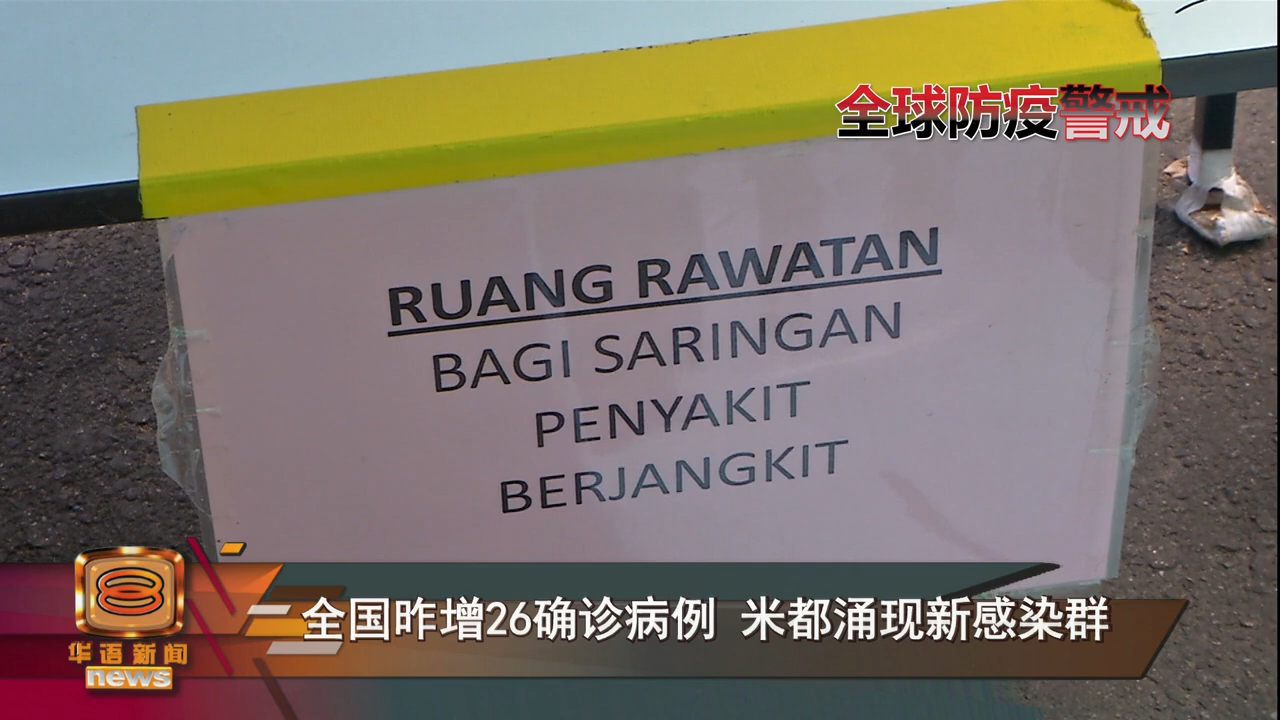 全球防疫警戒
RUANG RAWATAN
BAGI SARINGAN
PENYAKIT
BERJANGKIT
全国昨增26确诊病例 米都涌现新感染群
8
华语新闻
news